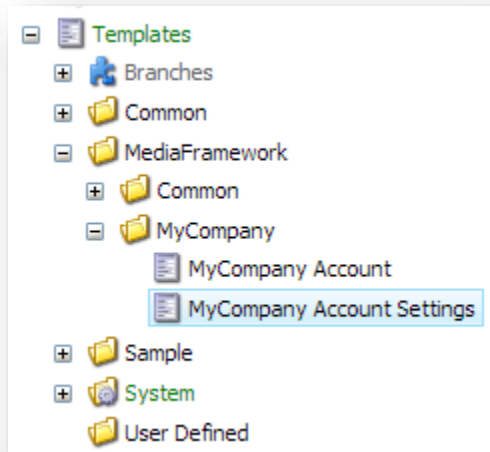 Templates
Branches
Common
MediaFramework
Common
MyCompany
MyCompany Account
MyCompany Account Settings
Sample
System
User Defined